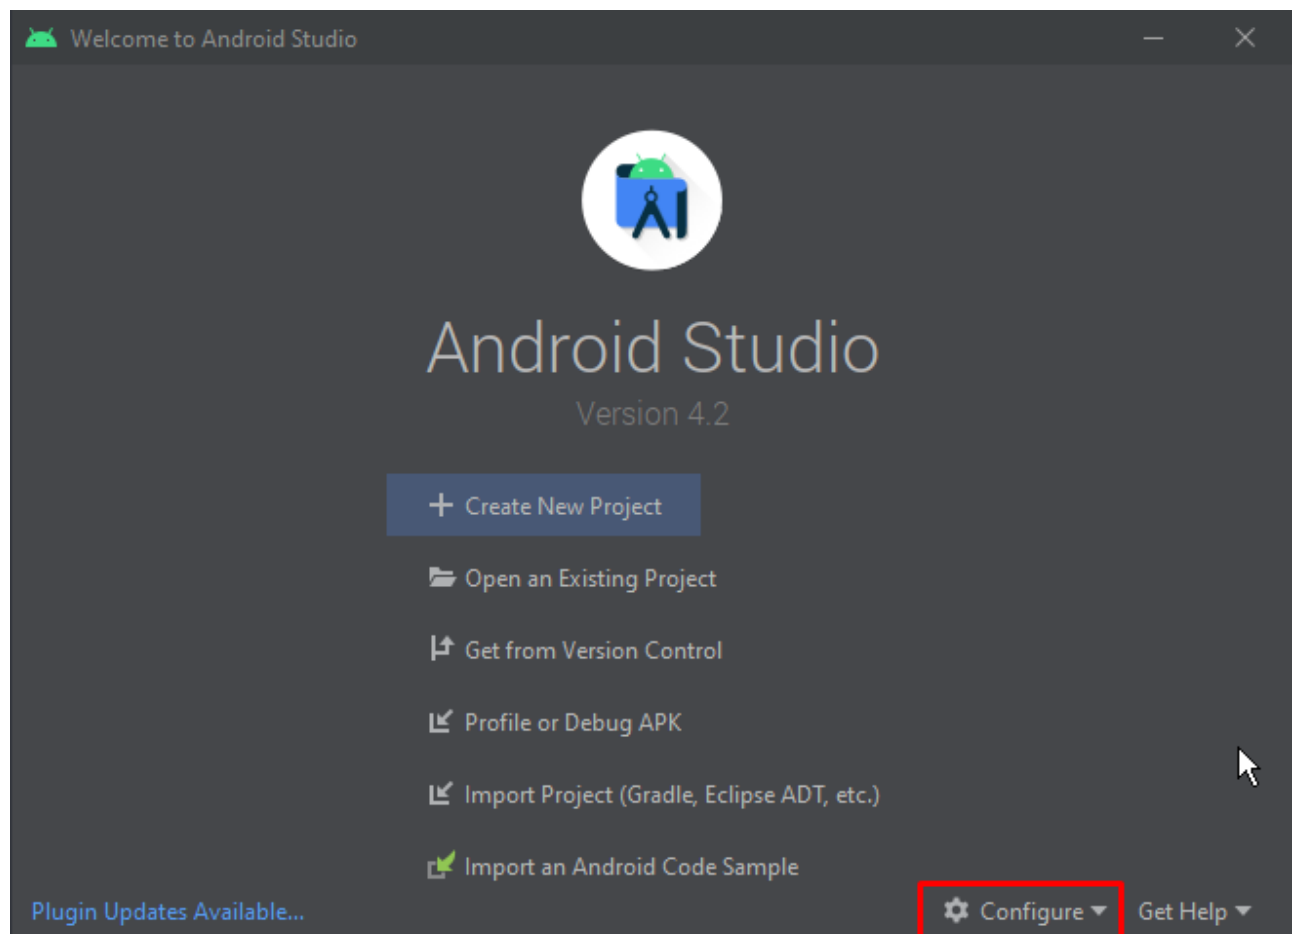 Welcome to Android Studio
Android Studio
Version 4.2
Create New Project
Open an Existing Project
Get from Version Control
Profile or Debug APK
Import Project (Gradle, Eclipse ADT, etc.)
Import an Android Code Sample
Plugin Updates Available... Configure Get Help